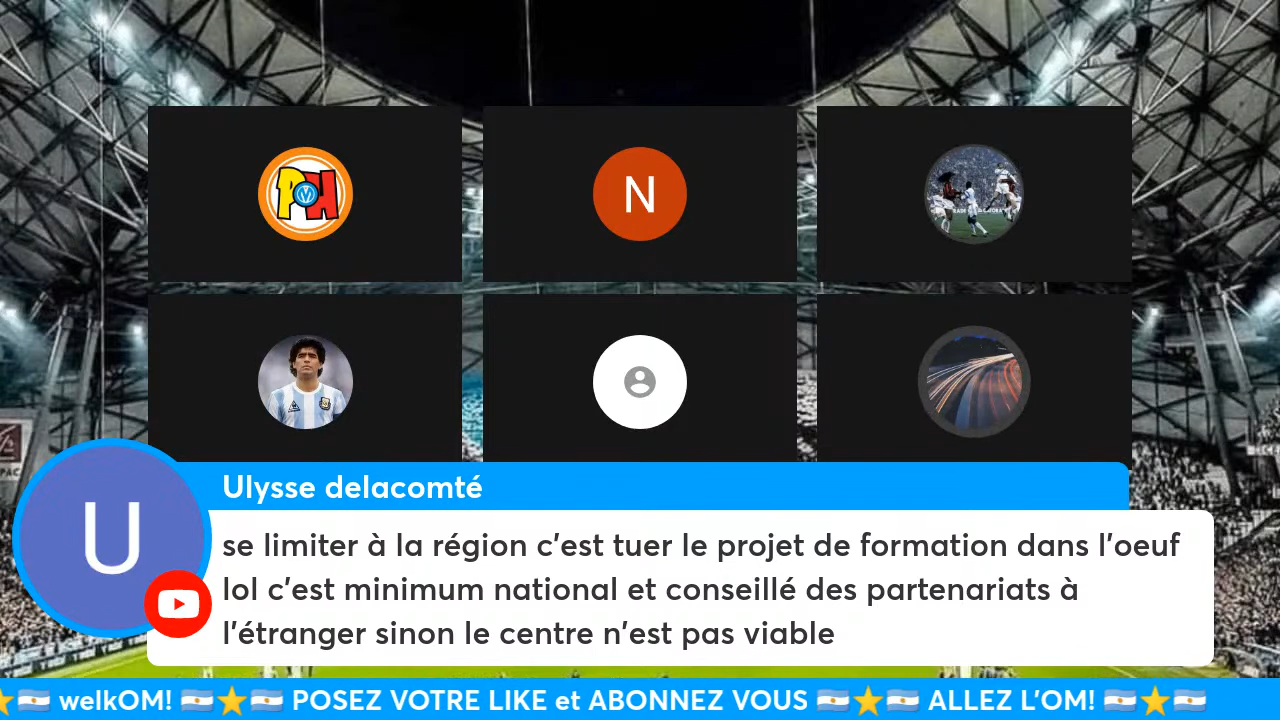 PH
N
U
Ulysse delacomté
se limiter à la région c'est tuer le projet de formation dans l'oeuf
lol c'est minimum national et conseillé des partenariats à
l'étranger sinon le centre n'est pas viable
welkOM! POSEZ VOTRE LIKE et ABONNEZ VOUS ALLEZ L'OM!